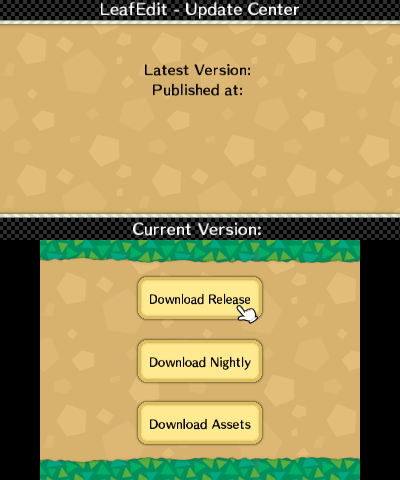 LeafEdit - Update Center
Latest Version:
Published at:
Current Version:
Download Release
Download Nightly
Download Assets